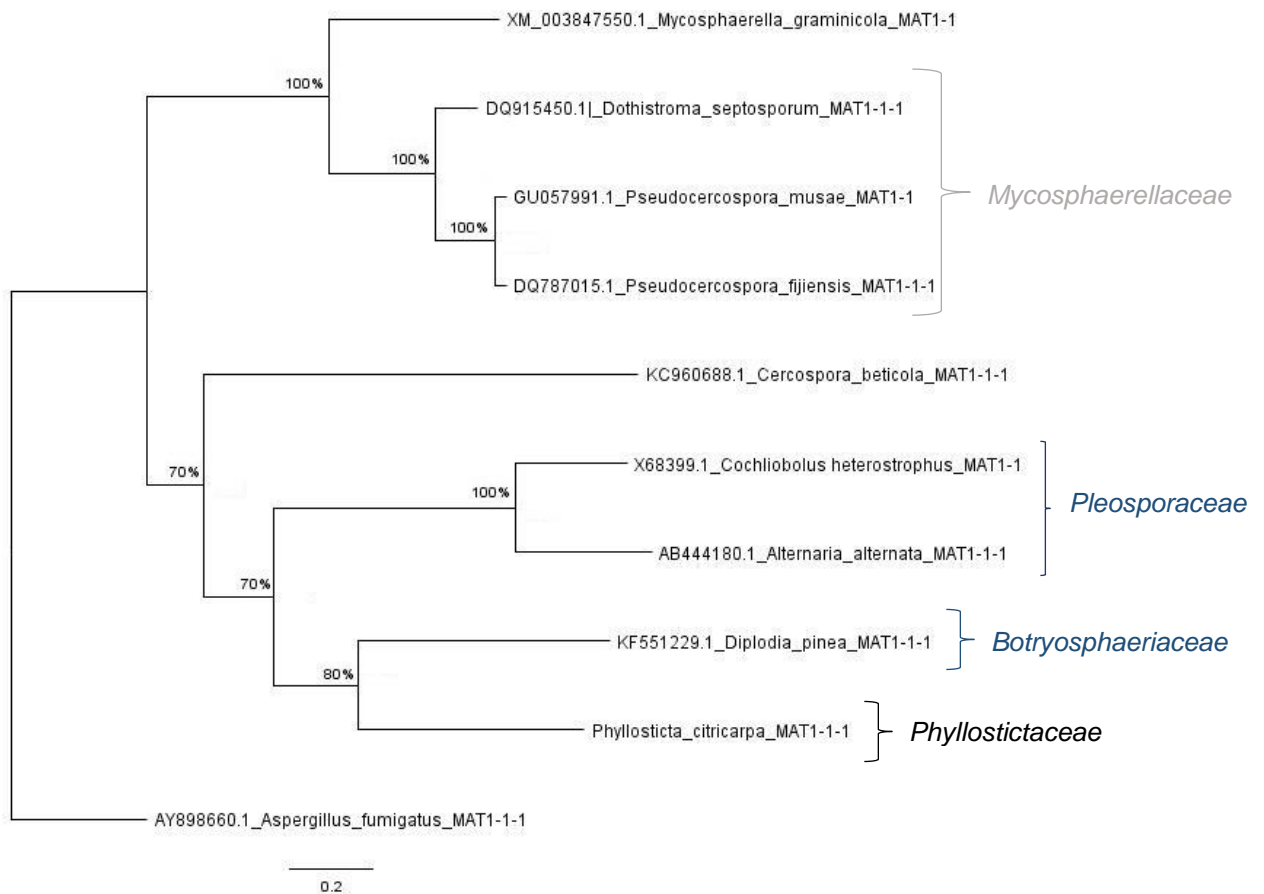 XM_003847550.1_Mycosphaerella_graminicola_MAT1-1
100%
DQ915450.1|_Dothistroma_septosporum_MAT1-1-1
100%
GU057991.1_Pseudocercospora_musae_MAT1-1
Mycosphaerellaceae
100%
DQ787015.1_Pseudocercospora_fijiensis_MAT1-1-1
KC960688.1_Cercospora_beticola_MAT1-1-1
70%
X68399.1_Cochliobolus heterostrophus_MAT1-1
100%
Pleosporaceae
AB444180.1_Alternaria_alternata_MAT1-1-1
70%
KF551229.1_Diplodia_pinea_MAT1-1-1
Botryosphaeriaceae
80%
Phyllosticta_citricarpa_MAT1-1-1
Phyllostictaceae
AY898660.1_Aspergillus_fumigatus_MAT1-1-1
0.2